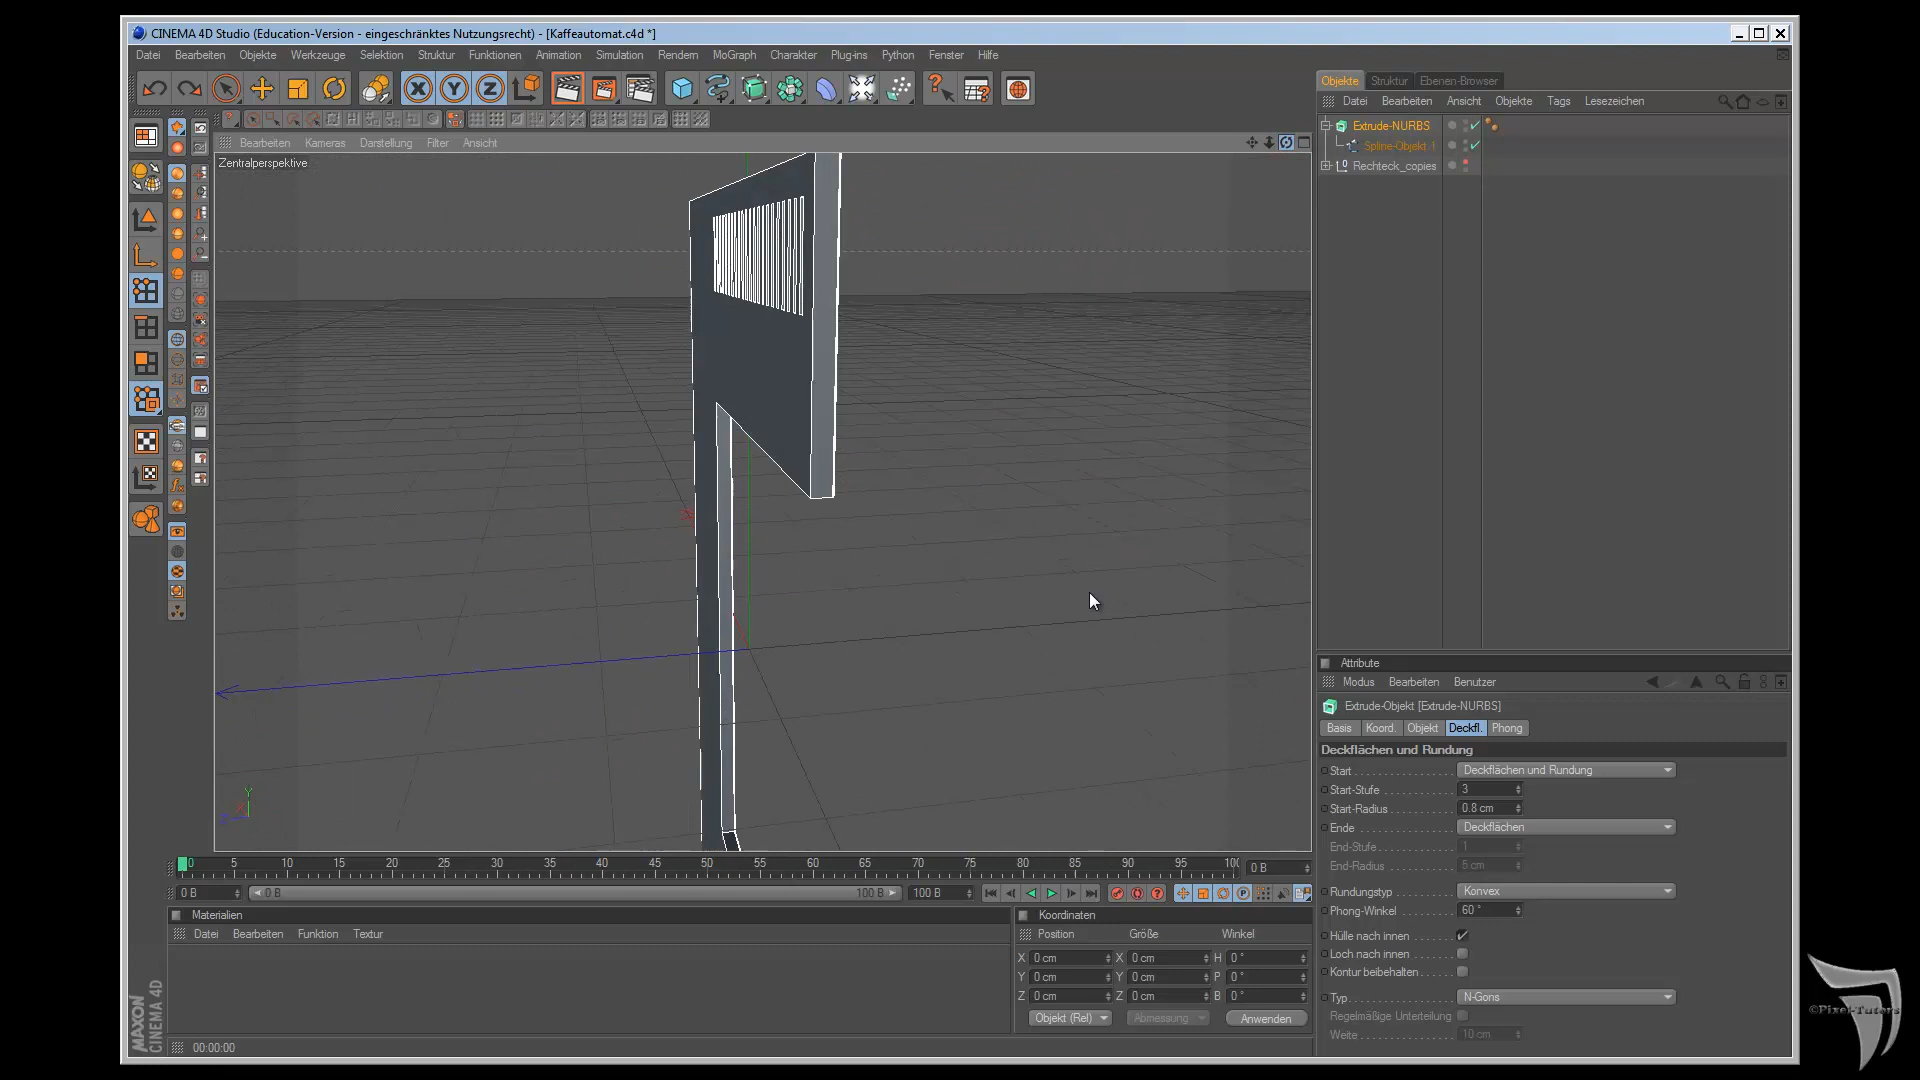 CINEMA 4D Studio (Education-Version - eingeschränktes Nutzungsrecht) - [Kaffeautomat.c4d *]
Datei Bearbeiten Objekte Werkzeuge Selektion Struktur Funktionen Animation Simulation Rendern MoGraph Charakter Plug-ins Python Fenster Hilfe
Objekte Struktur Ebenen-Browser
Datei Bearbeiten Ansicht Objekte Tags Lesezeichen
Extrude-NURBS
Spline-Objekt 1
Rechteck_copies
Bearbeiten Kameras Darstellung Filter Ansicht
Zentralperspektive
Y
0 5 10 15 20 25 30 35 40 45 50 55 60 65 70 75 80 85 90 95 100 0 B
0 B 0 B 100 B 100 B
Materialien
Datei Bearbeiten Funktion Textur
Koordinaten
Position Größe Winkel
X 0 cm X 0 cm H 0 °
Y 0 cm Y 0 cm P 0 °
Z 0 cm Z 0 cm B 0 °
Objekt (Rel) Abmessung Anwenden
00:00:00
MAXON CINEMA 4D
Attribute
Modus Bearbeiten Benutzer
Extrude-Objekt [Extrude-NURBS]
Basis Koord. Objekt Deckfl. Phong
Deckflächen und Rundung
Start Deckflächen und Rundung
Start-Stufe 3
Start-Radius 0.8 cm
Ende Deckflächen
End-Stufe 1
End-Radius 5 cm
Rundungstyp Konvex
Phong-Winkel 60 °
Hülle nach innen
Loch nach innen
Kontur beibehalten
Typ N-Gons
Regelmäßige Unterteilung
Weite 10 cm
©Pixel-Tutors